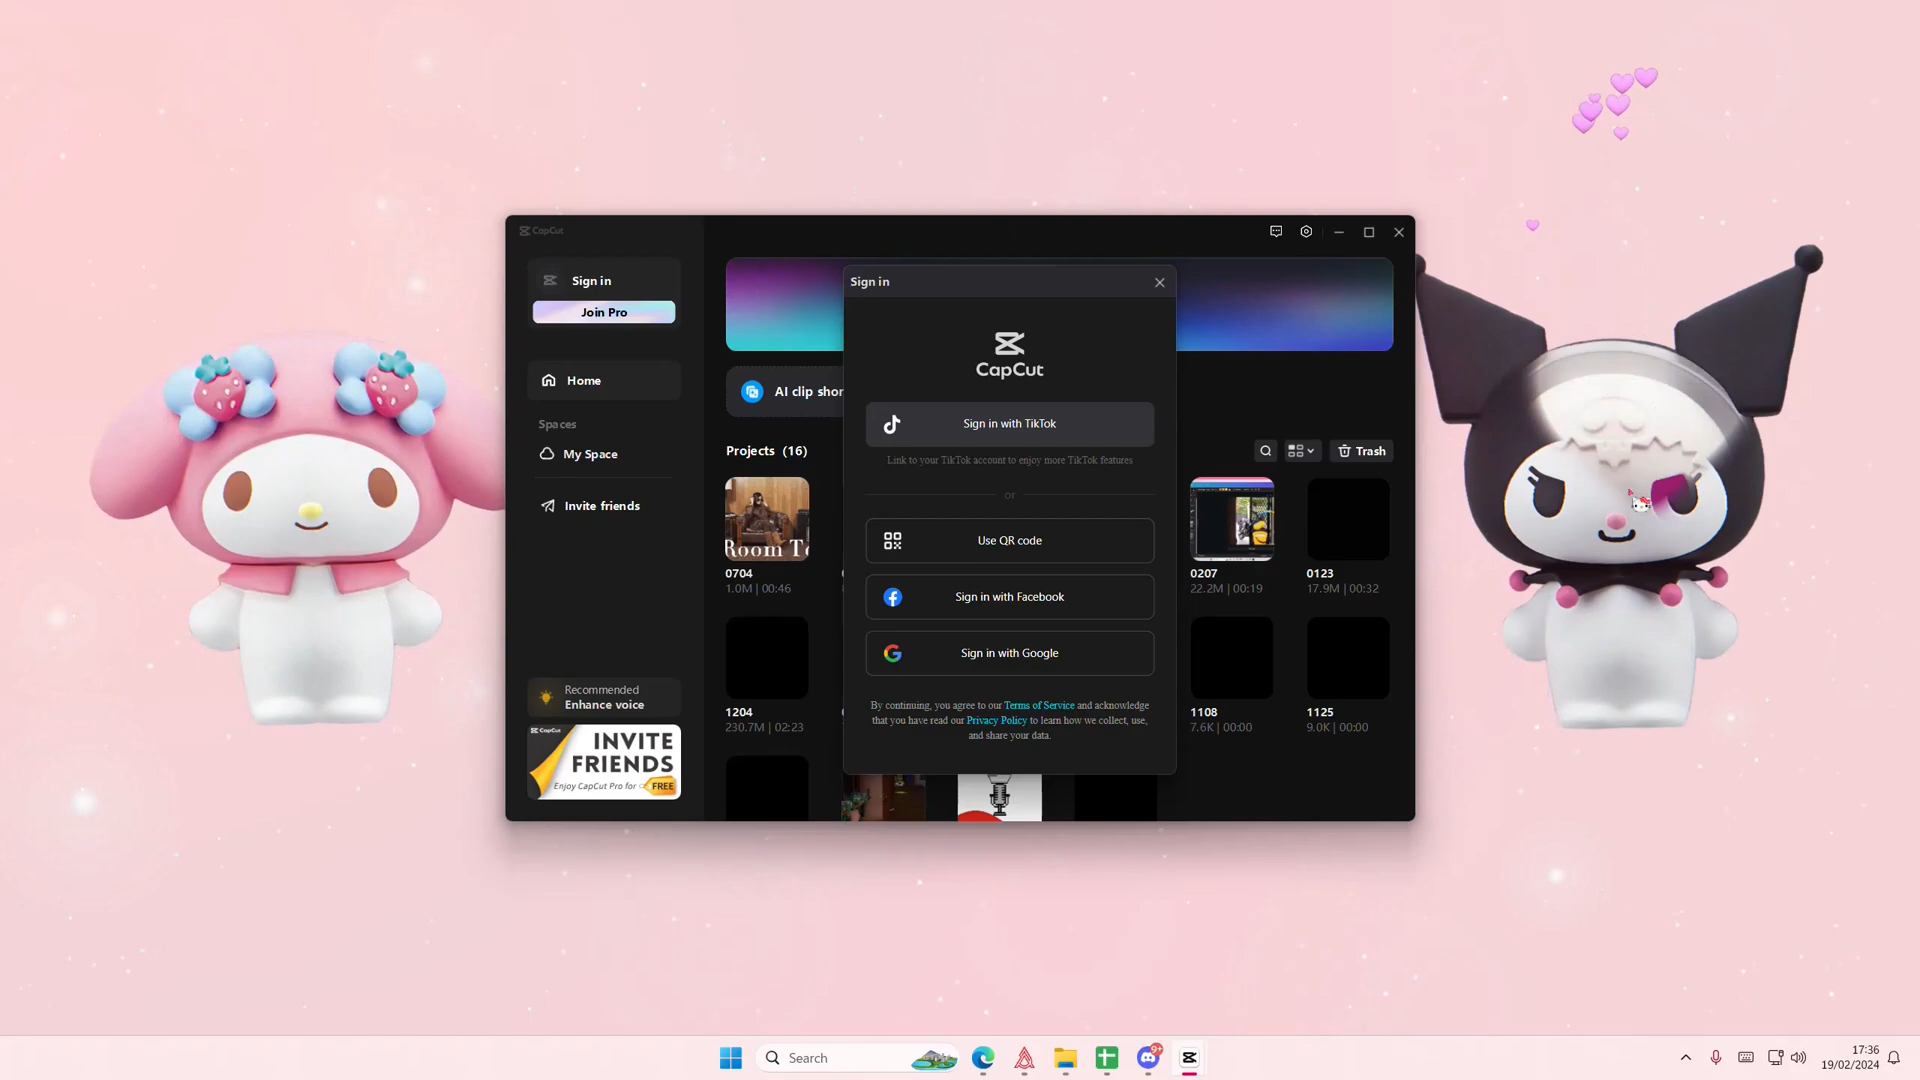 CapCut
Sign in
Join Pro
Home
Spaces
My Space
Invite friends
Recommended
Enhance voice
CapCut
INVITE
FRIENDS
Enjoy CapCut Pro for
FREE
AI clip shor
Projects (16)
Trash
Room To
0704
1.0M | 00:46
0207
22.2M | 00:19
0123
17.9M | 00:32
1204
230.7M | 02:23
1108
7.6K | 00:00
1125
9.0K | 00:00
Sign in
CapCut
Sign in with TikTok
Link to your TikTok account to enjoy more TikTok features
or
Use QR code
Sign in with Facebook
Sign in with Google
By continuing, you agree to our Terms of Service and acknowledge
that you have read our Privacy Policy to learn how we collect, use,
and share your data.
Search
9+
17:36
19/02/2024